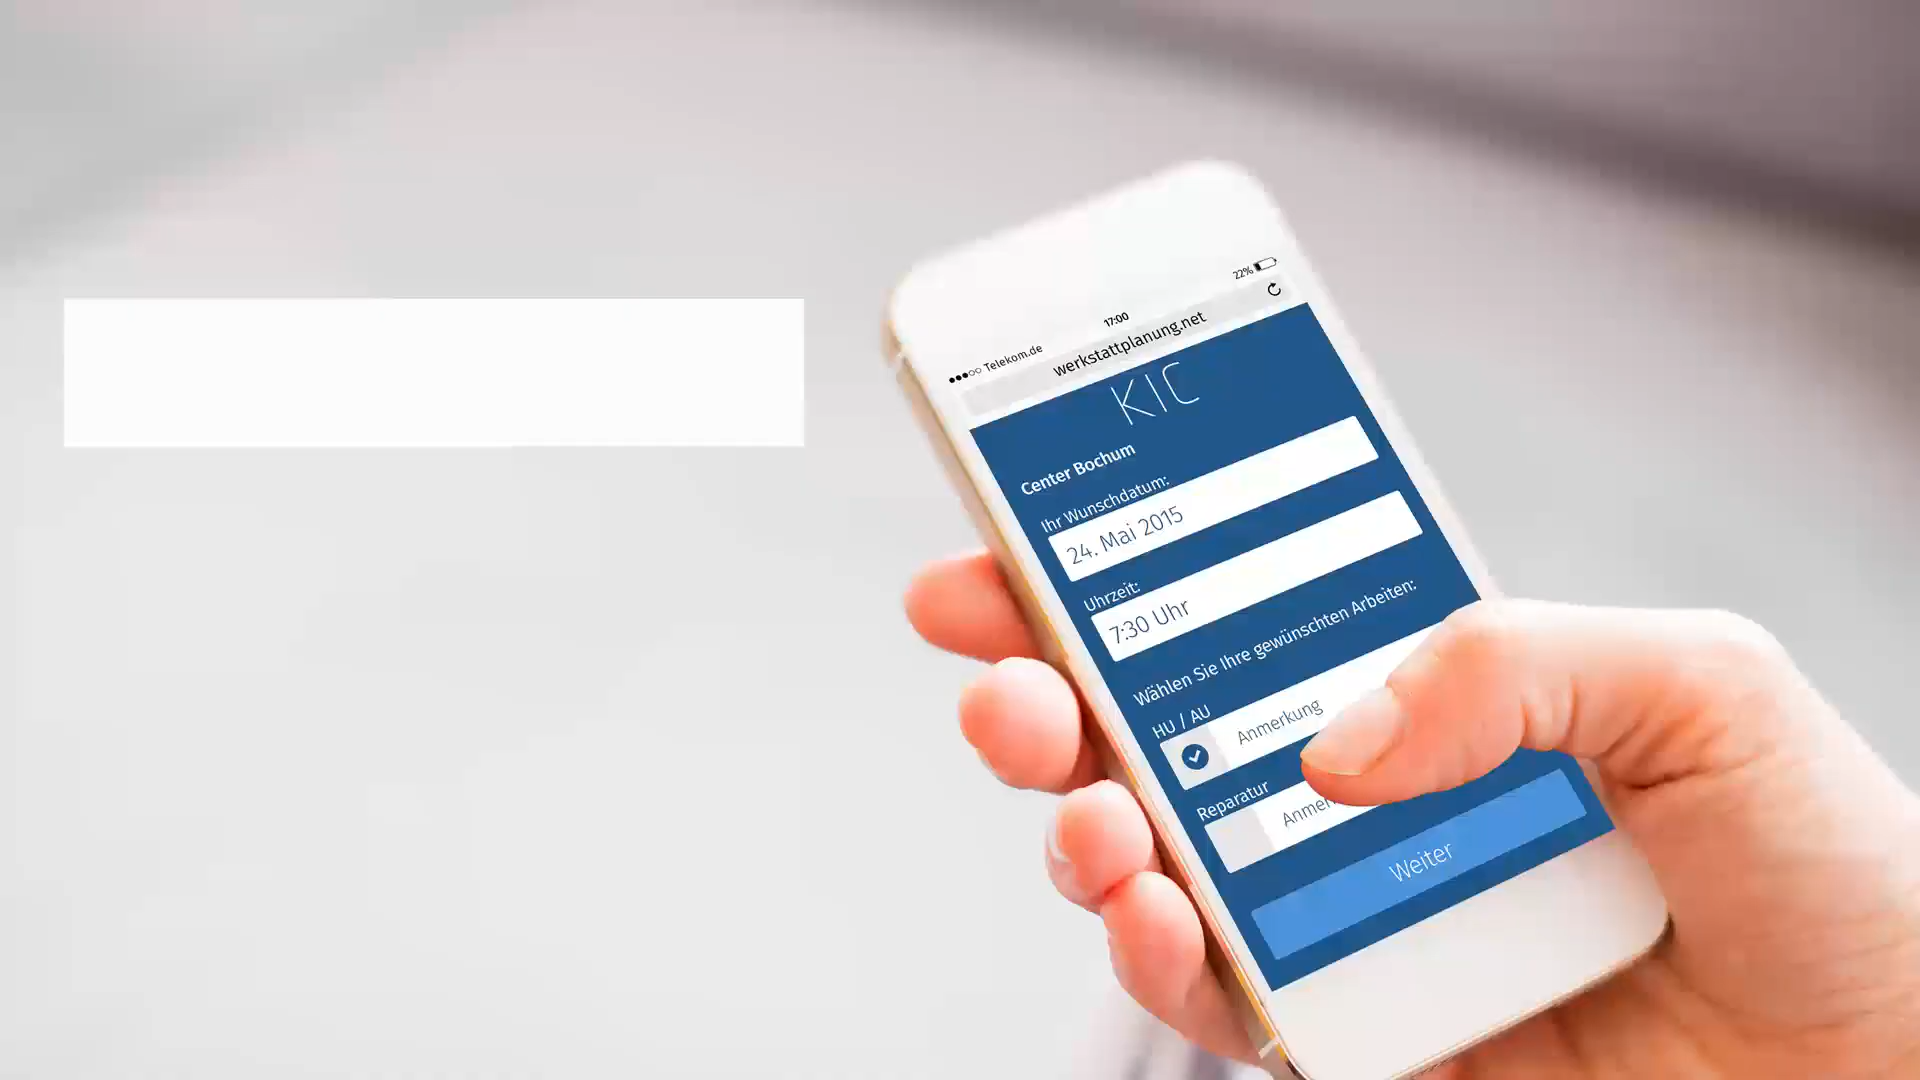 22%
17:00
Telekom.de
werkstattplanung.net
KIC
Center Bochum
Ihr Wunschdatum:
24. Mai 2015
Uhrzeit:
7:30 Uhr
Wählen Sie Ihre gewünschten Arbeiten:
HU / AU
Anmerkung
Reparatur
Weiter